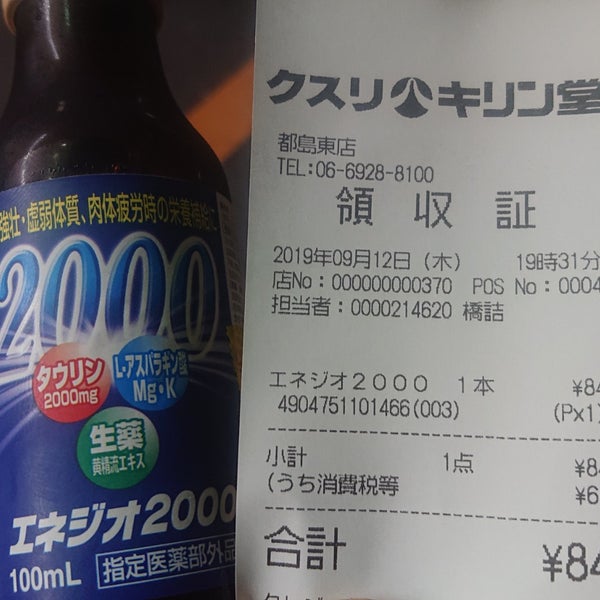 強壮・虚弱体質、肉体疲労時の栄養補給に
2000
タウリン
2000mg
L-アスパラギン酸
Mg・K
生薬
黄精流エキス
エネジオ2000
100mL 指定医薬部外品
クスリ キリン堂
都島東店
TEL:06-6928-8100
領収証
2019年09月12日(木) 19時31分
店No:000000000370 POS No:0004
担当者:0000214620 橋詰
エネジオ2000 1本 ¥84
4904751101466(003) (Px1)
小計 1点 ¥84
(うち消費税等 ¥6
合計 ¥84